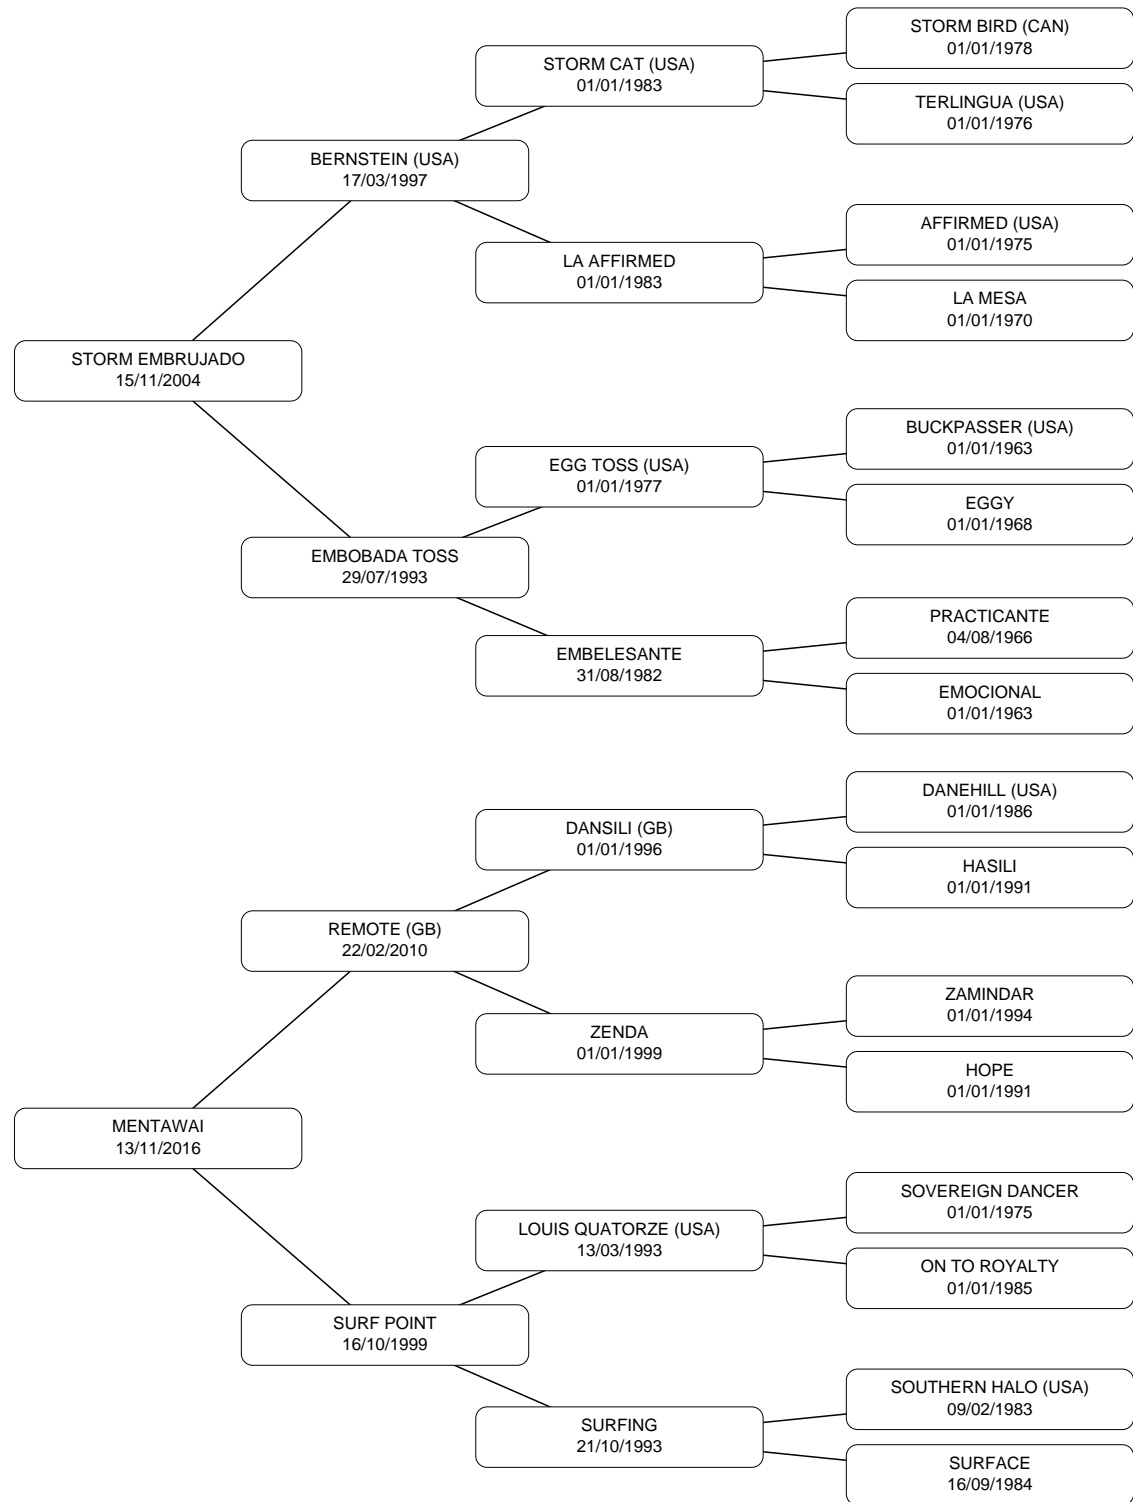 STORM BIRD (CAN)
01/01/1978
STORM CAT (USA)
01/01/1983
TERLINGUA (USA)
01/01/1976
BERNSTEIN (USA)
17/03/1997
AFFIRMED (USA)
01/01/1975
LA AFFIRMED
01/01/1983
LA MESA
01/01/1970
STORM EMBRUJADO
15/11/2004
BUCKPASSER (USA)
01/01/1963
EGG TOSS (USA)
01/01/1977
EGGY
01/01/1968
EMBOBADA TOSS
29/07/1993
PRACTICANTE
04/08/1966
EMBELESANTE
31/08/1982
EMOCIONAL
01/01/1963
DANEHILL (USA)
01/01/1986
DANSILI (GB)
01/01/1996
HASILI
01/01/1991
REMOTE (GB)
22/02/2010
ZAMINDAR
01/01/1994
ZENDA
01/01/1999
HOPE
01/01/1991
MENTAWAI
13/11/2016
SOVEREIGN DANCER
01/01/1975
LOUIS QUATORZE (USA)
13/03/1993
ON TO ROYALTY
01/01/1985
SURF POINT
16/10/1999
SOUTHERN HALO (USA)
09/02/1983
SURFING
21/10/1993
SURFACE
16/09/1984